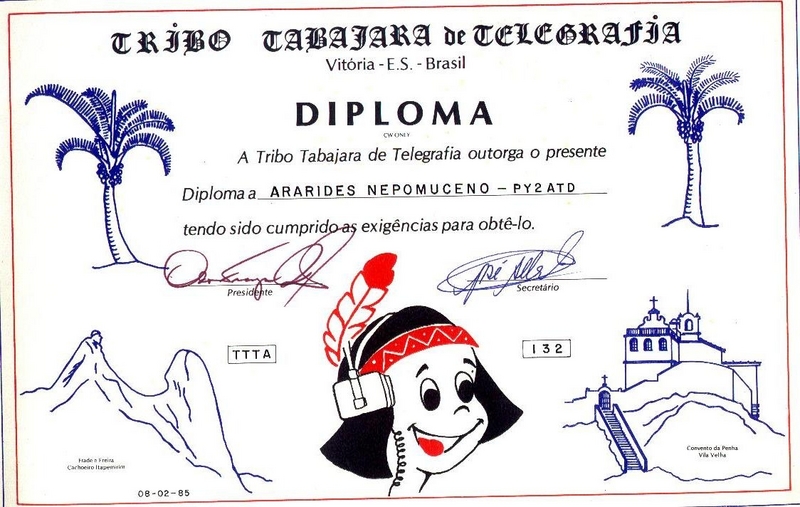 TRIBO TABAJARA de TELEGRAFIA
Vitória - E.S. - Brasil
DIPLOMA
CW ONLY
A Tribo Tabajara de Telegrafia outorga o presente
Diploma a ARARIDES NEPOMUCENO - PY2ATD
tendo sido cumprido as exigências para obtê-lo.
Presidente
Secretário
TTTA
132
Frade e Freira
Cachoeiro Itapemirim
Convento da Penha
Vila Velha
08-02-85